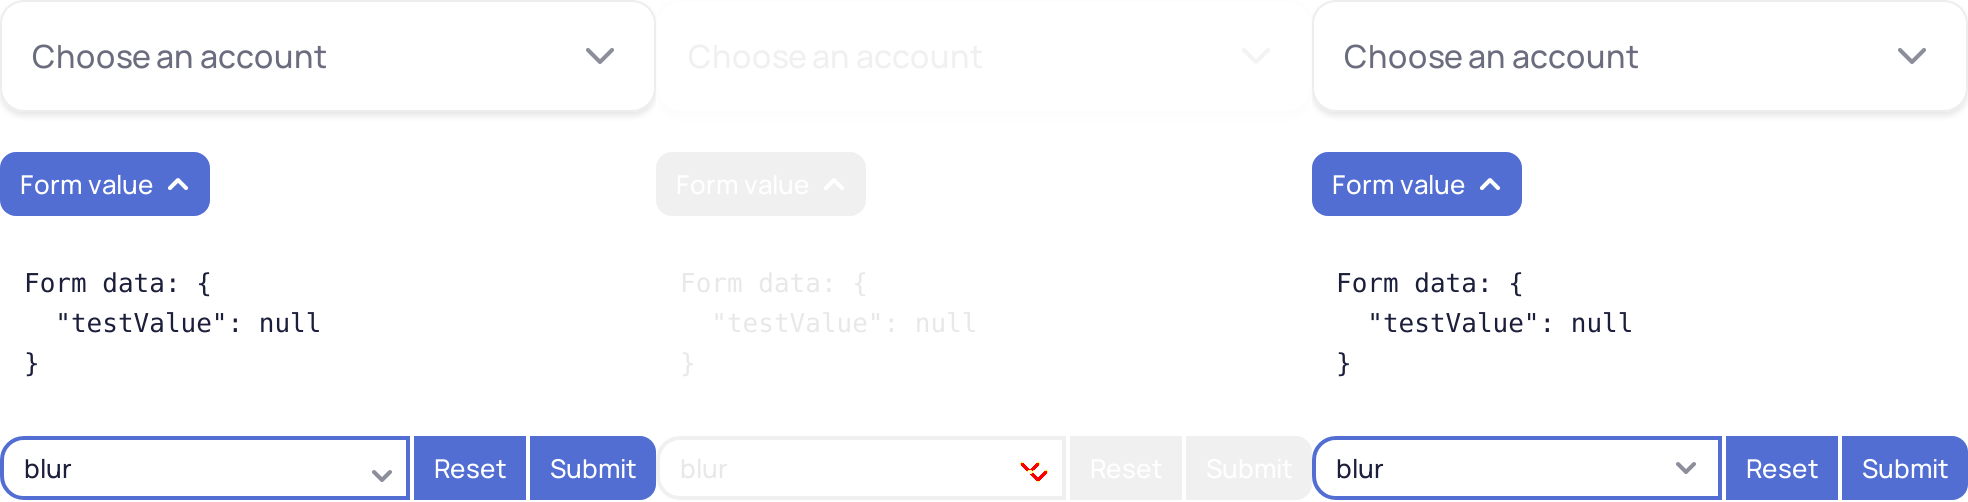 Choose an account Choose an account Choose an account
Form value Form value Form value
Form data: { Form data: { Form data: {
"testValue": null "testValue": null "testValue": null
} } }
blur Reset Submit blur Reset Submit blur Reset Submit